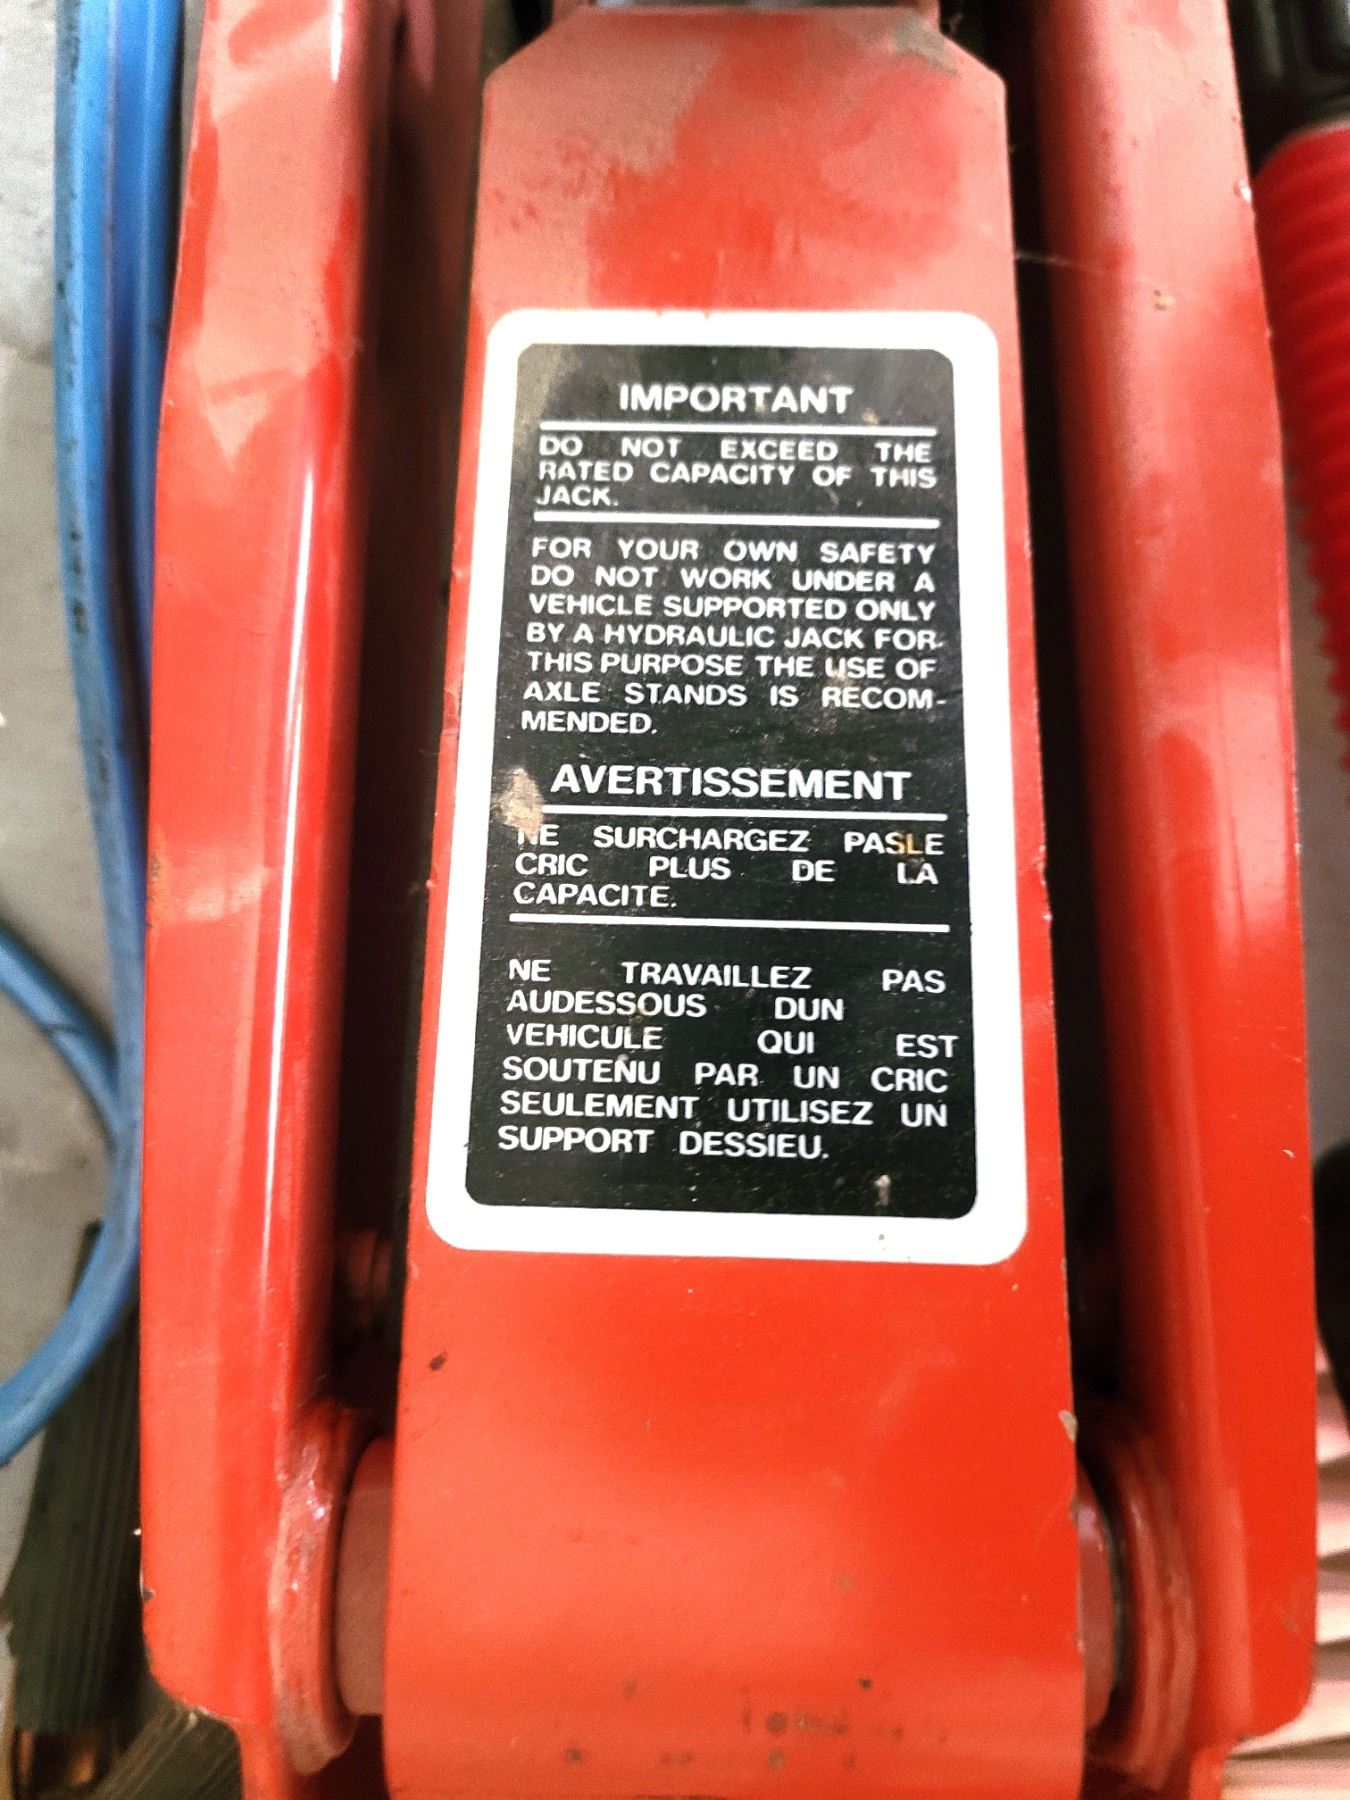 IMPORTANT
DO NOT EXCEED THE
RATED CAPACITY OF THIS
JACK.
FOR YOUR OWN SAFETY
DO NOT WORK UNDER A
VEHICLE SUPPORTED ONLY
BY A HYDRAULIC JACK FOR
THIS PURPOSE THE USE OF
AXLE STANDS IS RECOM-
MENDED.
AVERTISSEMENT
NE SURCHARGEZ PASLE
CRIC PLUS DE LA
CAPACITE.
NE TRAVAILLEZ PAS
AUDESSOUS DUN
VEHICULE QUI EST
SOUTENU PAR UN CRIC
SEULEMENT UTILISEZ UN
SUPPORT DESSIEU.